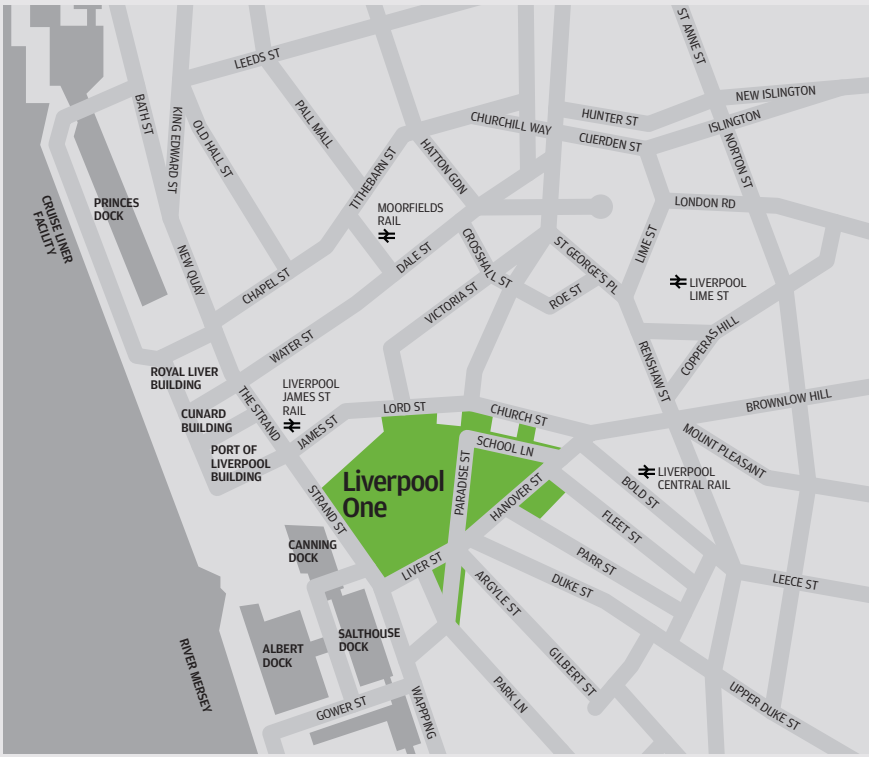 ST ANNE ST
LEEDS ST
NEW ISLINGTON
BATH ST
KING EDWARD ST
OLD HALL ST
PALL MALL
CHURCHILL WAY
HUNTER ST
ISLINGTON
CUERDEN ST
NORTON ST
TITHEBARN ST
HATTON GDN
PRINCES
DOCK
CRUISE LINER
FACILITY
MOORFIELDS
RAIL
LONDON RD
LIME ST
NEW QUAY
CHAPEL ST
DALE ST
CROSSHALL ST
ST GEORGE'S PL
VICTORIA ST
ROE ST
LIVERPOOL
LIME ST
WATER ST
COPPERAS HILL
RENSHAW ST
ROYAL LIVER
BUILDING
LIVERPOOL
JAMES ST
RAIL
THE STRAND
CUNARD
BUILDING
JAMES ST
LORD ST
CHURCH ST
BROWNLOW HILL
PORT OF
LIVERPOOL
BUILDING
SCHOOL LN
MOUNT PLEASANT
Liverpool
One
PARADISE ST
HANOVER ST
LIVERPOOL
CENTRAL RAIL
BOLD ST
STRAND ST
FLEET ST
CANNING
DOCK
LIVER ST
PARR ST
DUKE ST
ARGYLE ST
LEECE ST
RIVER MERSEY
ALBERT
DOCK
SALTHOUSE
DOCK
GILBERT ST
GOWER ST
WAPPPING
PARK LN
UPPER DUKE ST